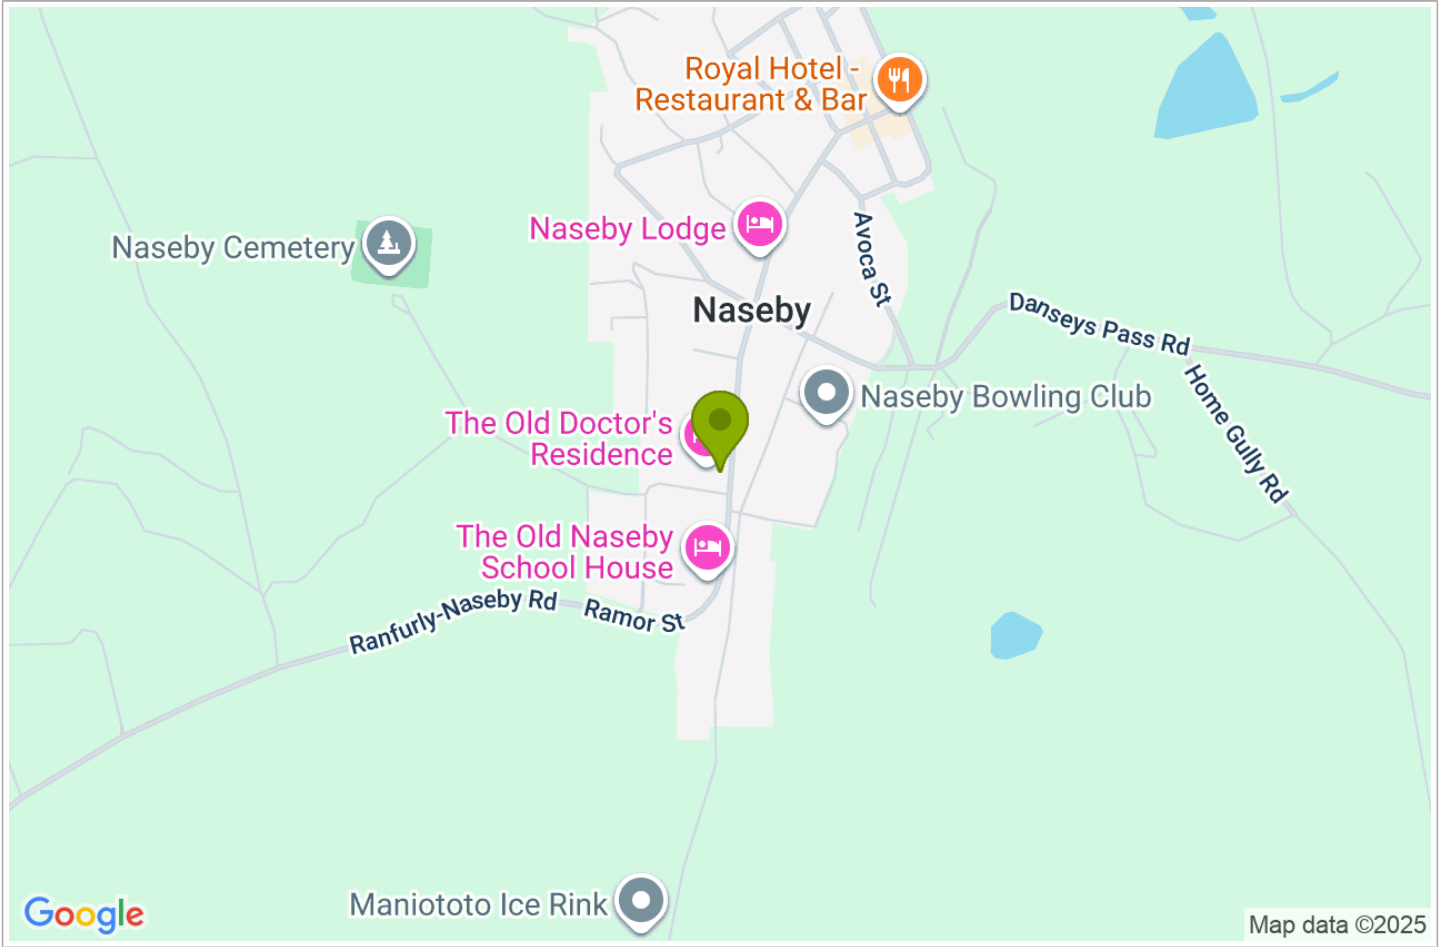 Royal Hotel -
Restaurant & Bar
Naseby Lodge
Naseby Cemetery
Avoca St
Naseby
Danseys Pass Rd
Home Gully Rd
Naseby Bowling Club
The Old Doctor's
Residence
The Old Naseby
School House
Ranfurly-Naseby Rd
Ramor St
Maniototo Ice Rink
Google
Map data ©2025